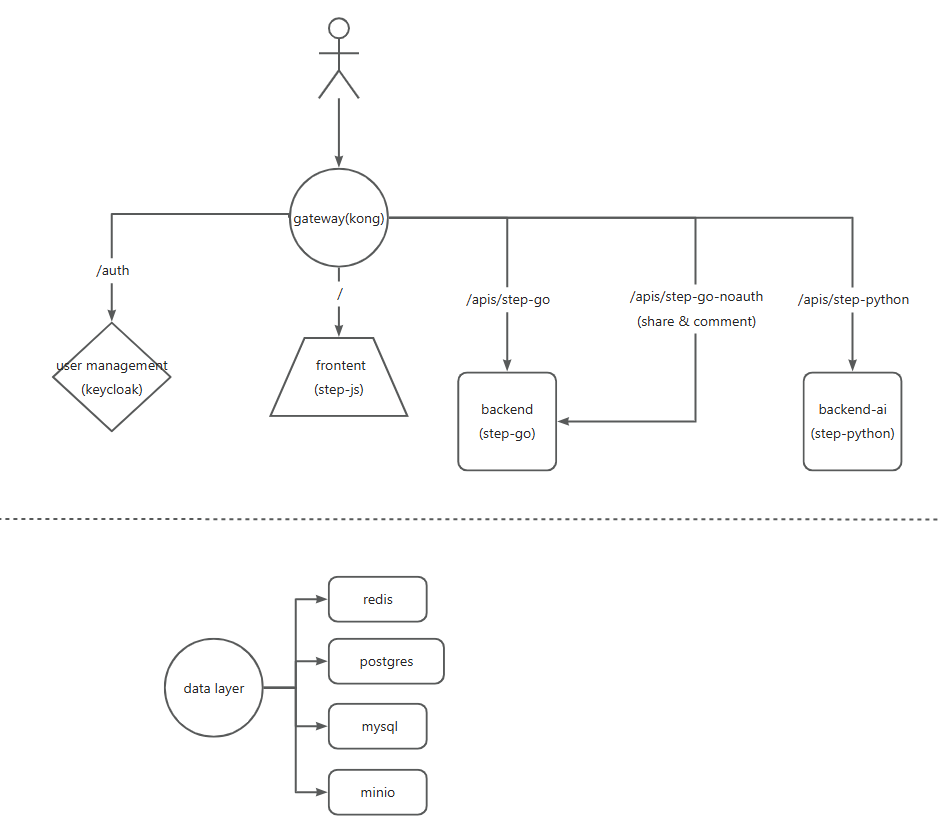 gateway(kong)
/auth
/
/apis/step-go
/apis/step-go-noauth
(share & comment)
/apis/step-python
user management
(keycloak)
frontent
(step-js)
backend
(step-go)
backend-ai
(step-python)
data layer
redis
postgres
mysql
minio